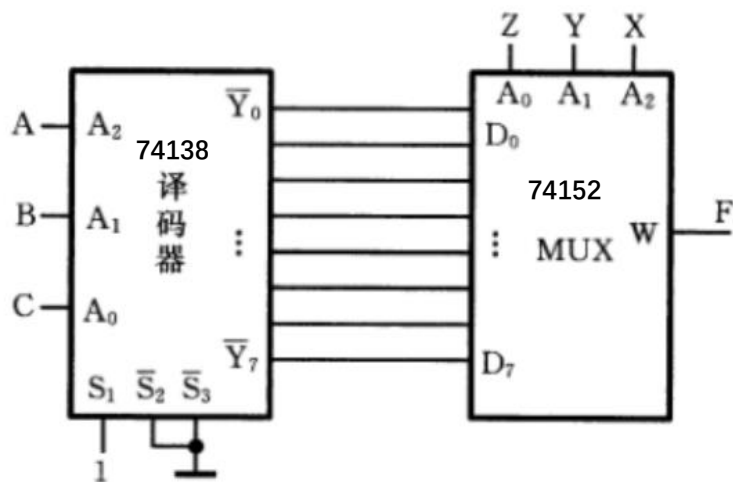 Z Y X
A₀ A₁ A₂
A A₂ 74138 Y̅₀
D₀
译
码
器
74152
B A₁
⋮ ⋮
MUX W F
C A₀
Y̅₇ D₇
S₁ S̅₂ S̅₃
1